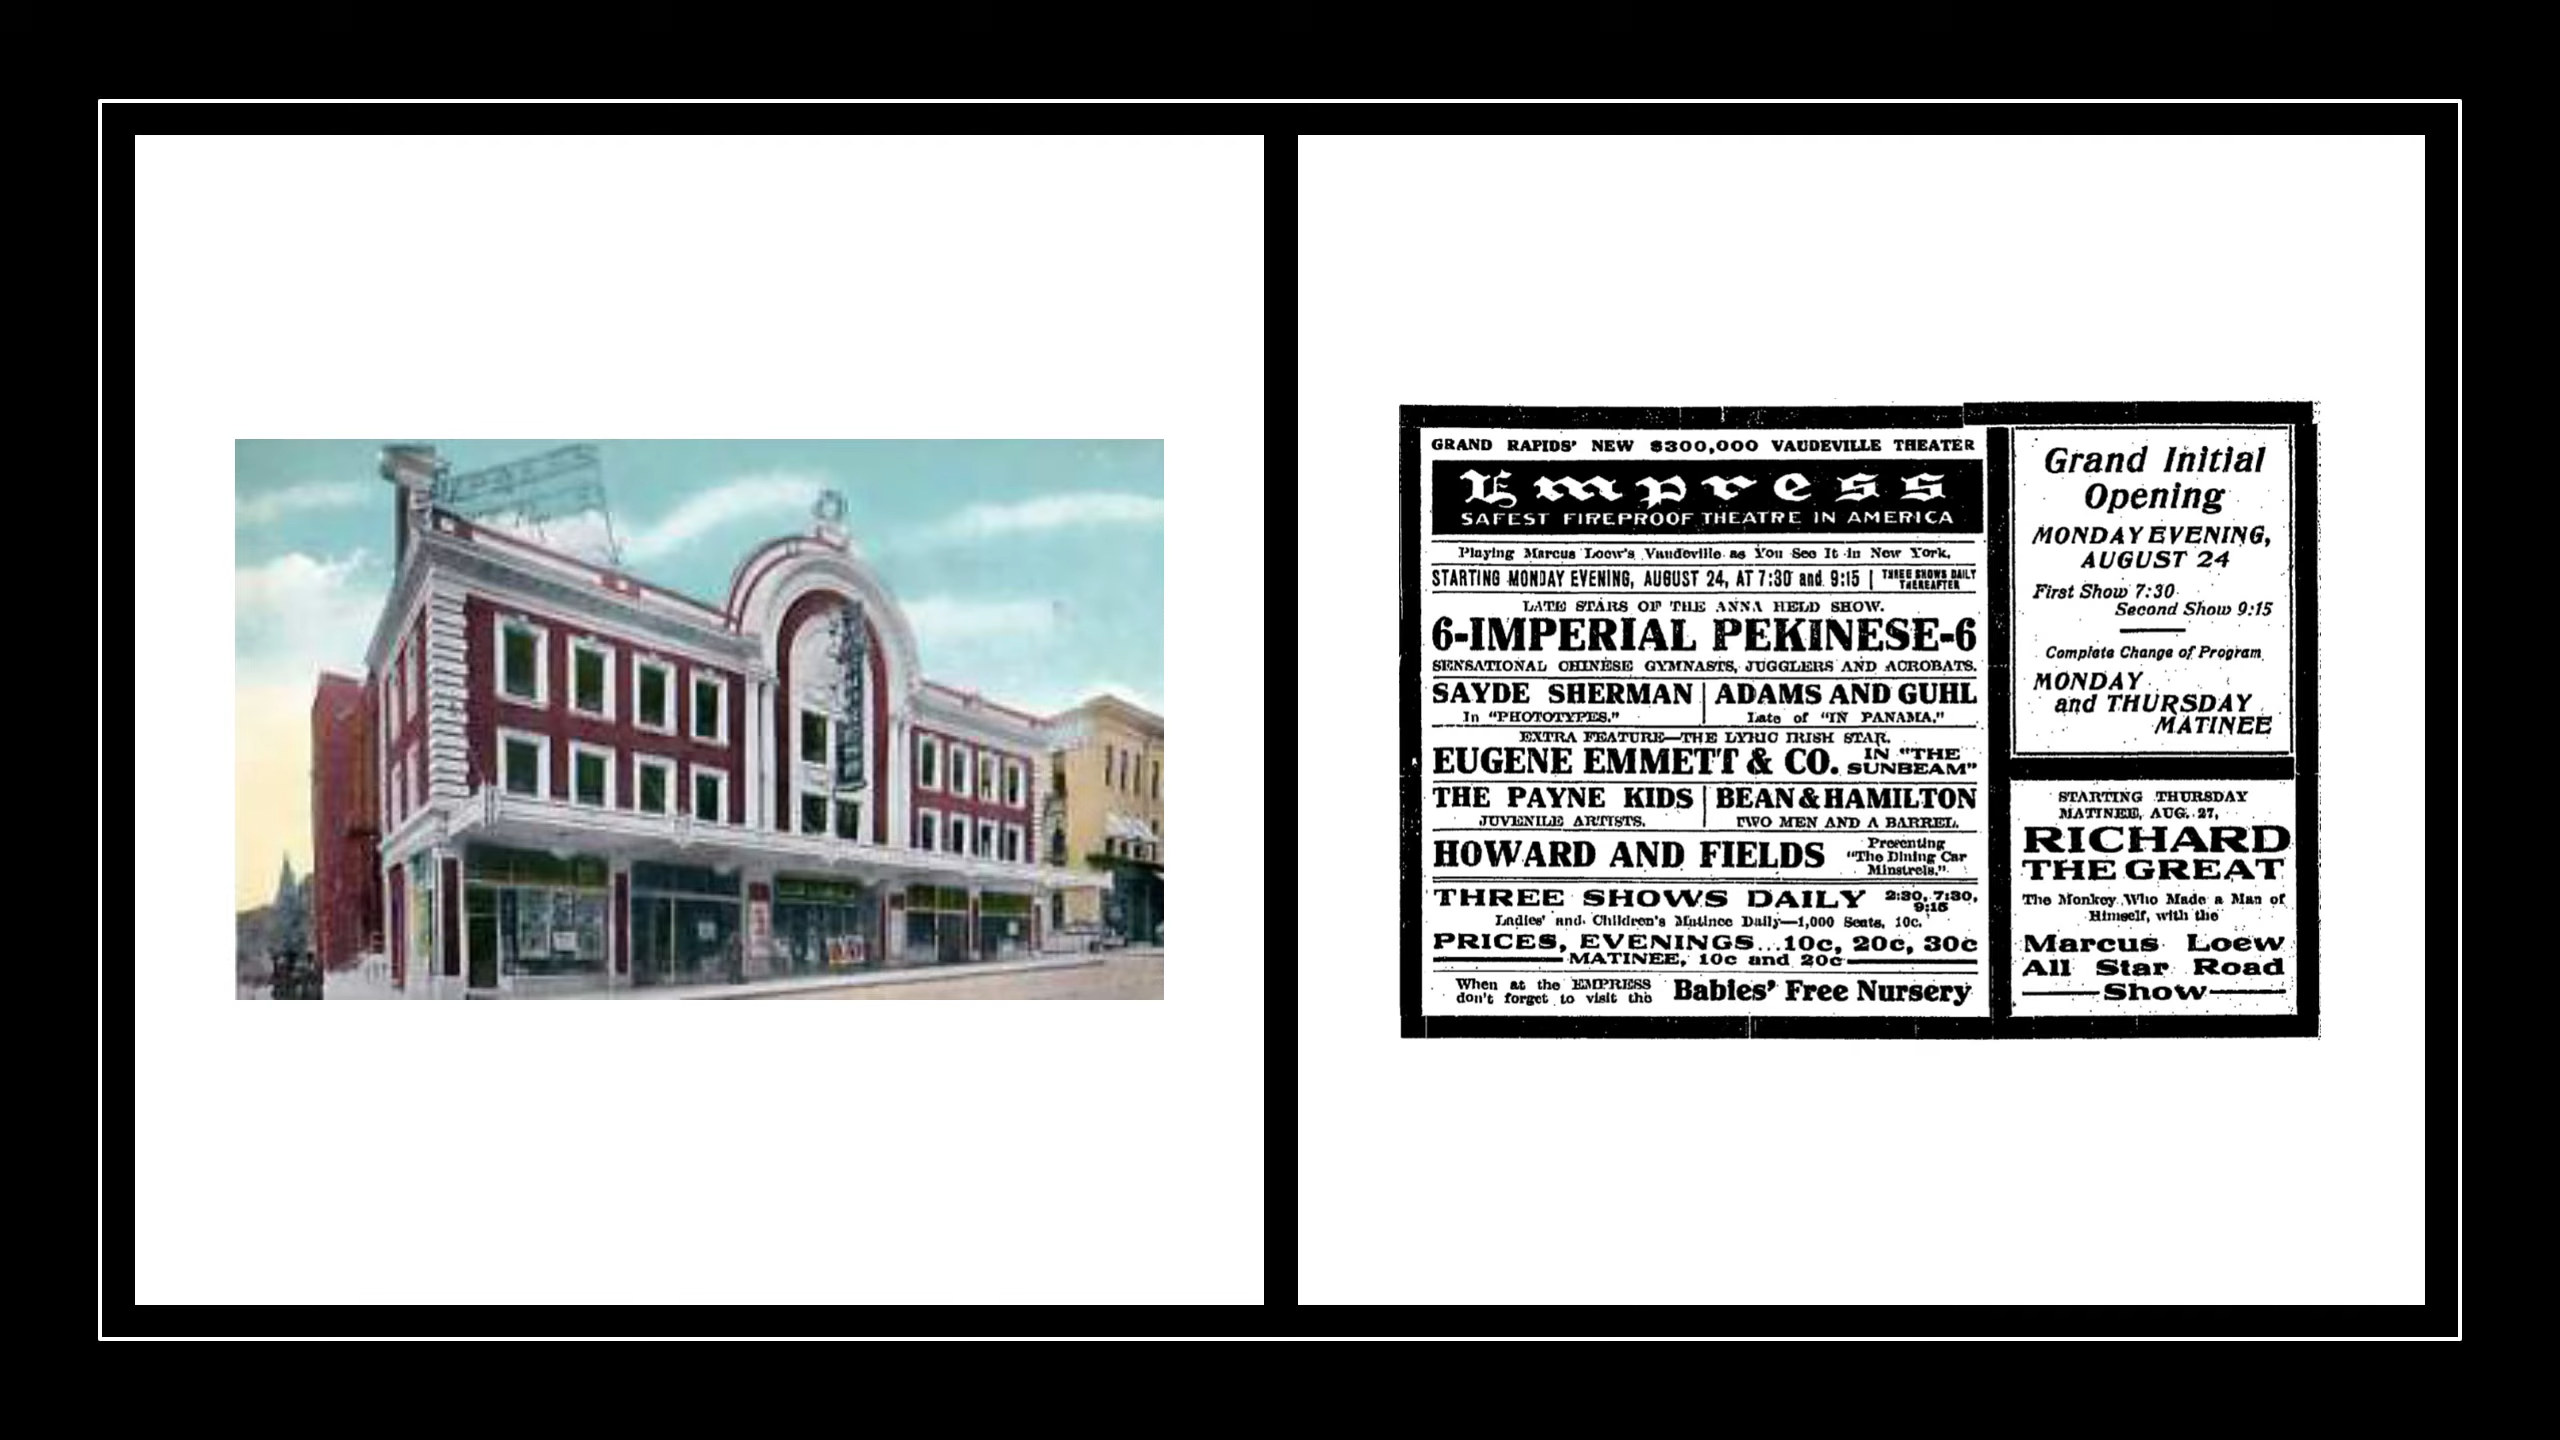 GRAND RAPIDS' NEW $300,000 VAUDEVILLE THEATER
Empress
SAFEST FIREPROOF THEATRE IN AMERICA
Playing Marcus Loew's Vaudeville as You See It in New York,
STARTING MONDAY EVENING, AUGUST 24, AT 7:30 and 9:15 | THREE SHOWS DAILY THEREAFTER
LATE STARS OF THE ANNA HELD SHOW.
6-IMPERIAL PEKINESE-6
SENSATIONAL CHINESE GYMNASTS, JUGGLERS AND ACROBATS.
SAYDE SHERMAN
In "PHOTOTYPES."
ADAMS AND GUHL
Late of "IN PANAMA."
EXTRA FEATURE—THE LYRIC IRISH STAR.
EUGENE EMMETT & CO. IN "THE SUNBEAM"
THE PAYNE KIDS
JUVENILE ARTISTS.
BEAN & HAMILTON
TWO MEN AND A BARREL.
HOWARD AND FIELDS Presenting "The Dining Car Minstrels."
THREE SHOWS DAILY 2:30, 7:30, 9:15
Ladies' and Children's Matinee Daily—1,000 Seats, 10c.
PRICES, EVENINGS...10c, 20c, 30c
MATINEE, 10c and 20c
When at the EMPRESS
don't forget to visit the
Babies' Free Nursery
Grand Initial
Opening
MONDAY EVENING,
AUGUST 24
First Show 7:30
Second Show 9:15
Complete Change of Program
MONDAY
and THURSDAY
MATINEE
STARTING THURSDAY
MATINEE, AUG. 27,
RICHARD
THE GREAT
The Monkey Who Made a Man of
Himself, with the
Marcus Loew
All Star Road
Show